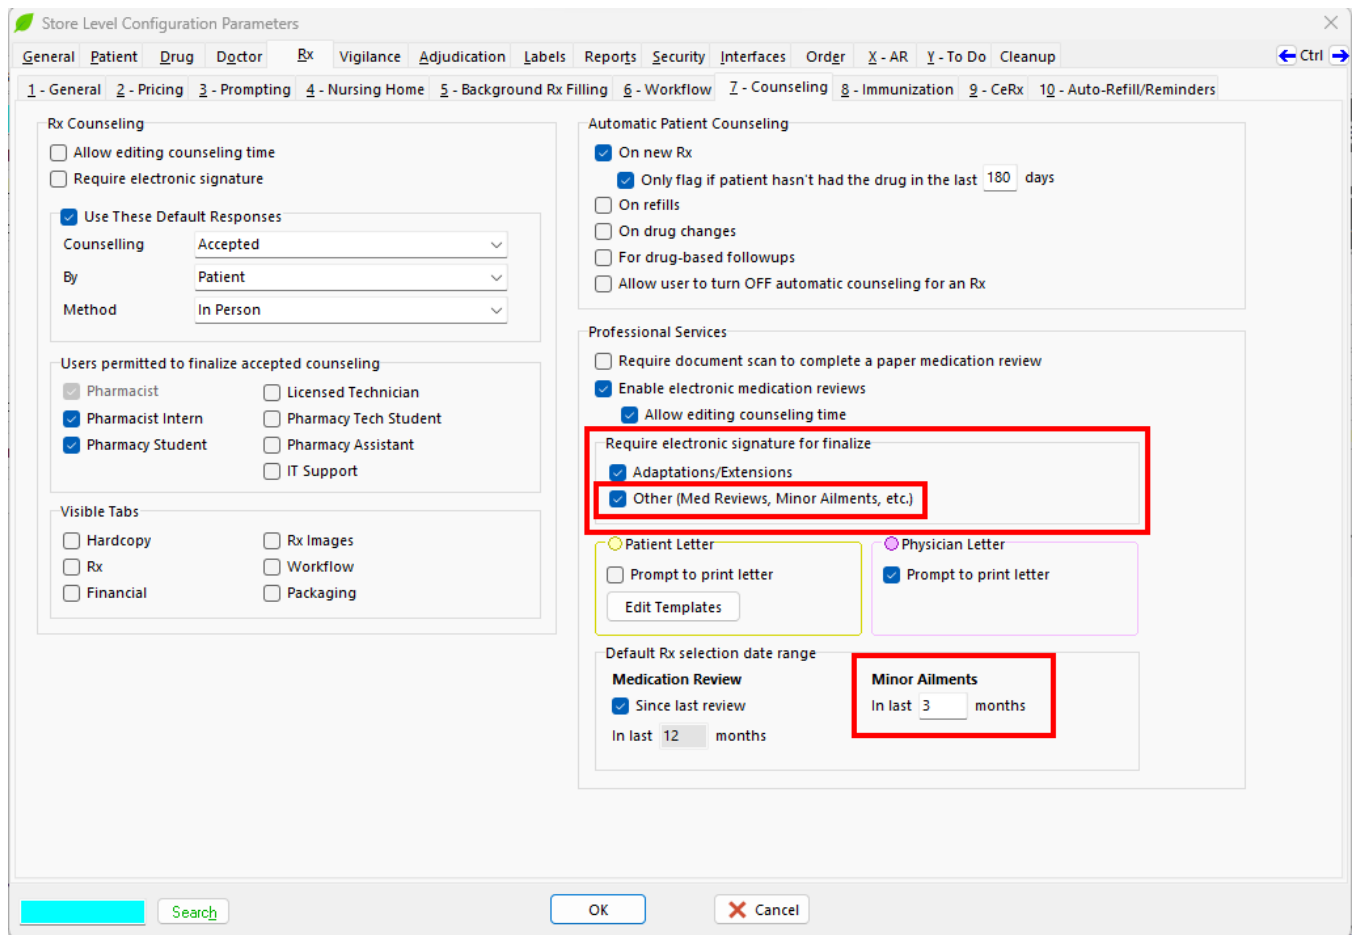 Store Level Configuration Parameters
General Patient Drug Doctor Rx Vigilance Adjudication Labels Reports Security Interfaces Order X - AR Y - To Do Cleanup Ctrl
1 - General 2 - Pricing 3 - Prompting 4 - Nursing Home 5 - Background Rx Filling 6 - Workflow 7 - Counseling 8 - Immunization 9 - CeRx 10 - Auto-Refill/Reminders
Rx Counseling
Allow editing counseling time
Require electronic signature
Use These Default Responses
Counselling Accepted
By Patient
Method In Person
Users permitted to finalize accepted counseling
Pharmacist Licensed Technician
Pharmacist Intern Pharmacy Tech Student
Pharmacy Student Pharmacy Assistant
IT Support
Visible Tabs
Hardcopy Rx Images
Rx Workflow
Financial Packaging
Automatic Patient Counseling
On new Rx
Only flag if patient hasn't had the drug in the last 180 days
On refills
On drug changes
For drug-based followups
Allow user to turn OFF automatic counseling for an Rx
Professional Services
Require document scan to complete a paper medication review
Enable electronic medication reviews
Allow editing counseling time
Require electronic signature for finalize
Adaptations/Extensions
Other (Med Reviews, Minor Ailments, etc.)
Patient Letter
Prompt to print letter
Edit Templates
Physician Letter
Prompt to print letter
Default Rx selection date range
Medication Review
Since last review
In last 12 months
Minor Ailments
In last 3 months
Search OK Cancel